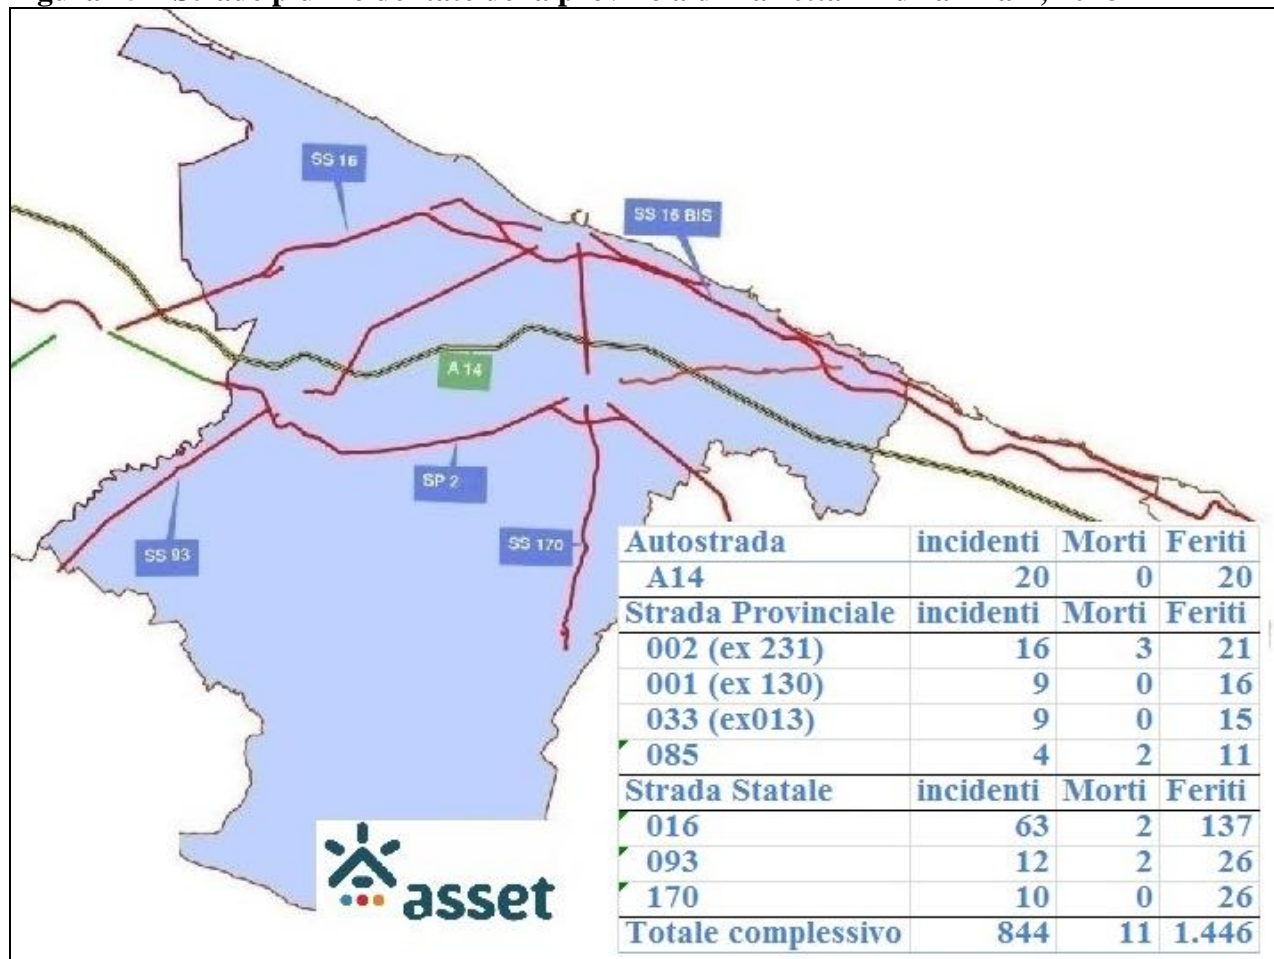 SS 16
SS 16 BIS
A 14
SP 2
SS 93
SS 170
Autostrada incidenti Morti Feriti
A14 20 0 20
Strada Provinciale incidenti Morti Feriti
002 (ex 231) 16 3 21
001 (ex 130) 9 0 16
033 (ex013) 9 0 15
085 4 2 11
Strada Statale incidenti Morti Feriti
016 63 2 137
093 12 2 26
170 10 0 26
Totale complessivo 844 11 1.446
asset